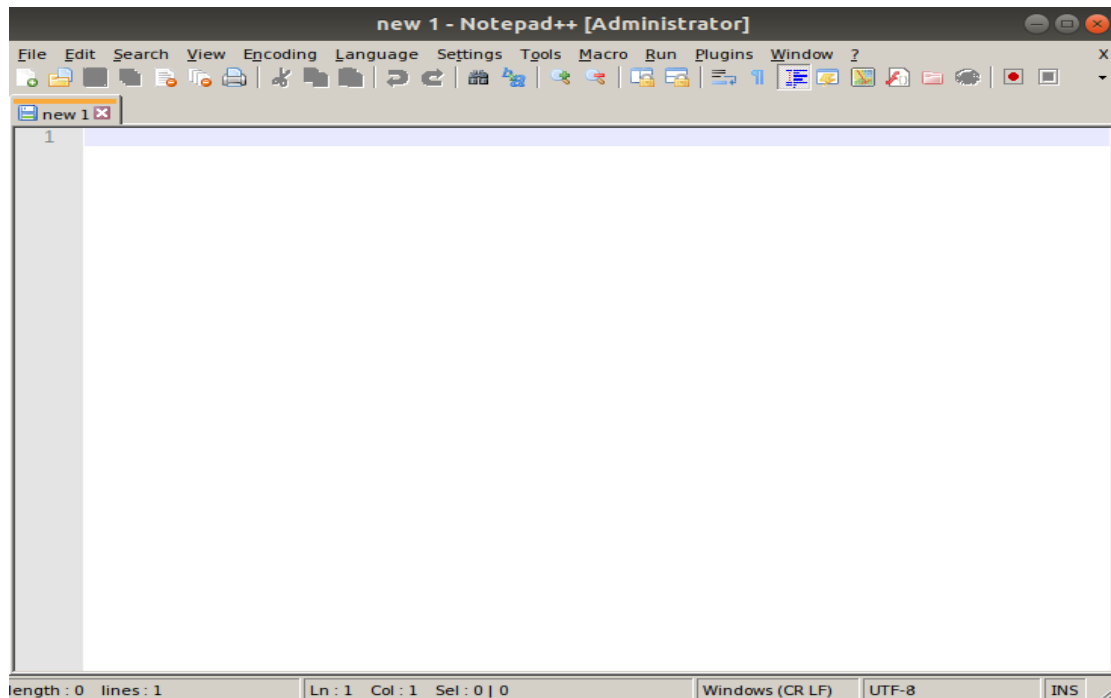 new 1 - Notepad++ [Administrator]
File Edit Search View Encoding Language Settings Tools Macro Run Plugins Window ? X
new 1
1
length : 0 lines : 1 Ln : 1 Col : 1 Sel : 0 | 0 Windows (CR LF) UTF-8 INS